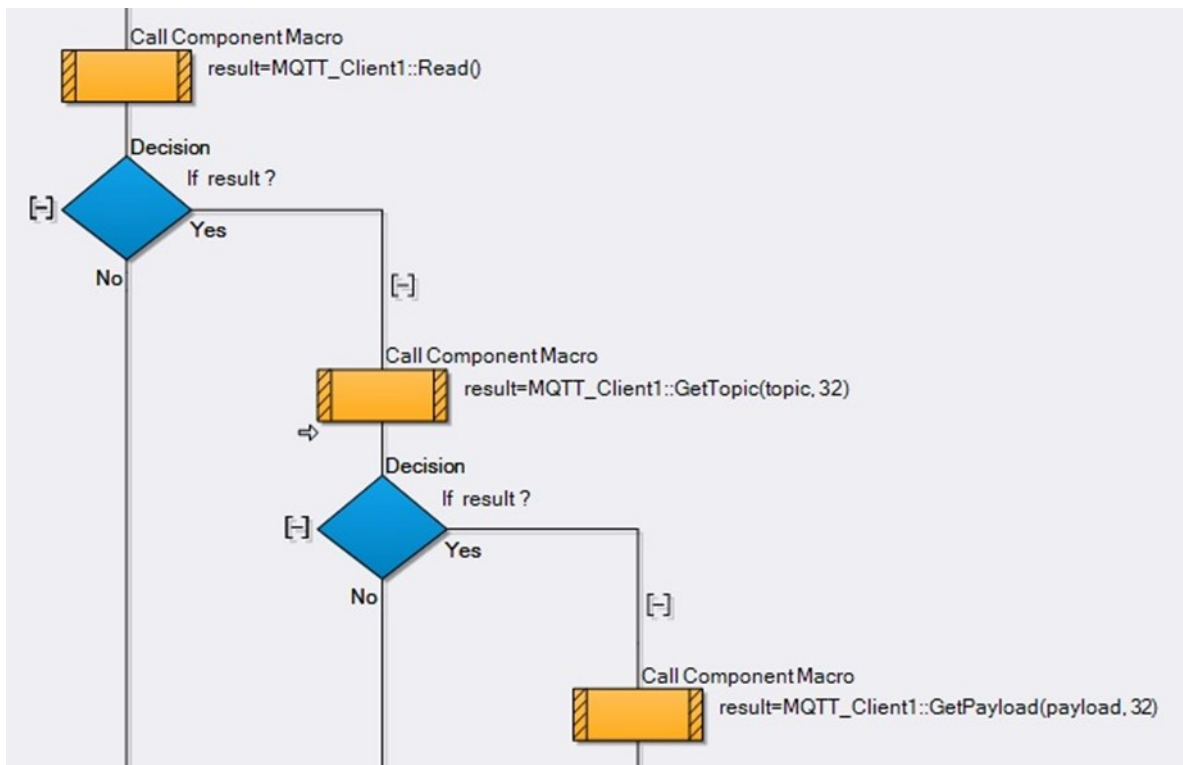 Call Component Macro
result=MQTT_Client1::Read()
Decision
If result ?
[-]
Yes
No
[-]
Call Component Macro
result=MQTT_Client1::GetTopic(topic, 32)
Decision
If result ?
[-]
Yes
No
[-]
Call Component Macro
result=MQTT_Client1::GetPayload(payload, 32)